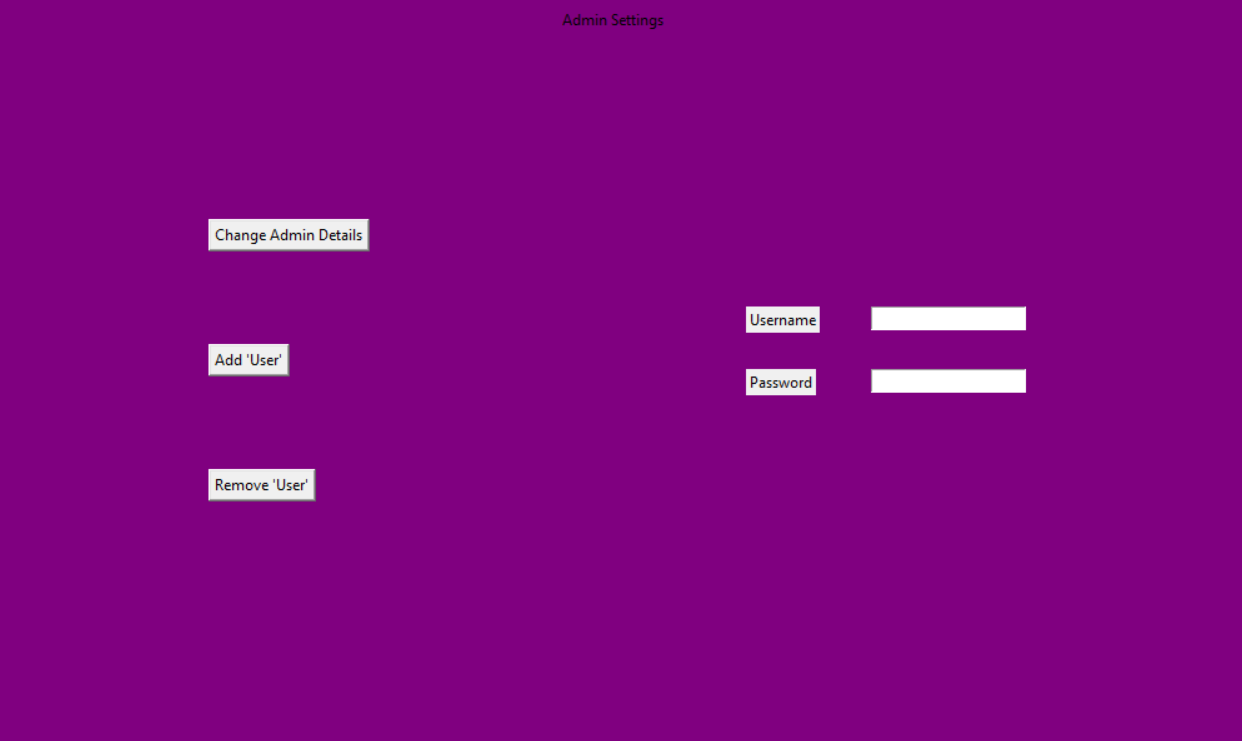 Admin Settings
Change Admin Details
Username
Add 'User'
Password
Remove 'User'